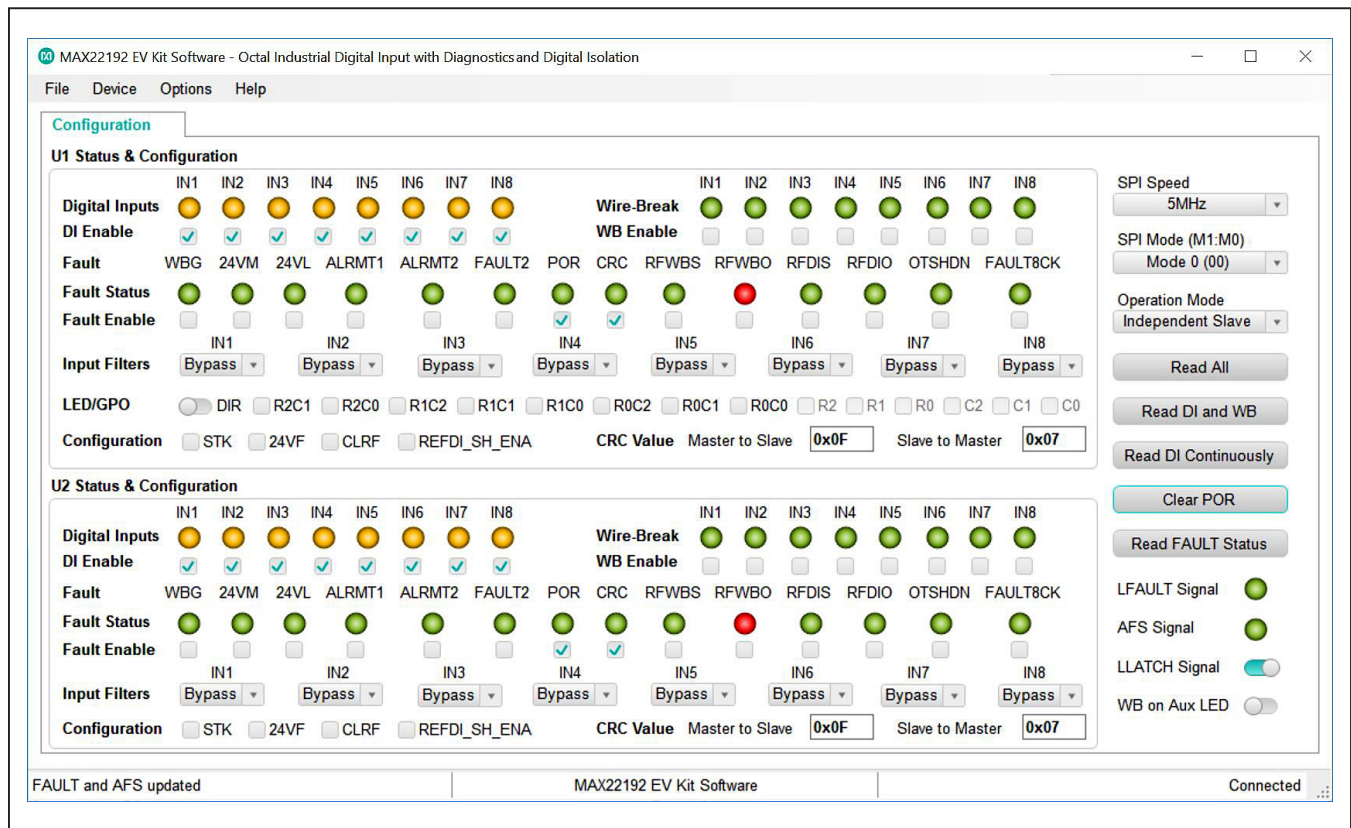 MAX22192 EV Kit Software - Octal Industrial Digital Input with Diagnostics and Digital Isolation
File Device Options Help
Configuration
U1 Status & Configuration
IN1 IN2 IN3 IN4 IN5 IN6 IN7 IN8 IN1 IN2 IN3 IN4 IN5 IN6 IN7 IN8
Digital Inputs Wire-Break
DI Enable WB Enable
Fault WBG 24VM 24VL ALRMT1 ALRMT2 FAULT2 POR CRC RFWBS RFWBO RFDIS RFDIO OTSHDN FAULT8CK
Fault Status
Fault Enable
IN1 IN2 IN3 IN4 IN5 IN6 IN7 IN8
Input Filters Bypass Bypass Bypass Bypass Bypass Bypass Bypass Bypass
LED/GPO DIR R2C1 R2C0 R1C2 R1C1 R1C0 R0C2 R0C1 R0C0 R2 R1 R0 C2 C1 C0
Configuration STK 24VF CLRF REFDI_SH_ENA CRC Value Master to Slave 0x0F Slave to Master 0x07
U2 Status & Configuration
IN1 IN2 IN3 IN4 IN5 IN6 IN7 IN8 IN1 IN2 IN3 IN4 IN5 IN6 IN7 IN8
Digital Inputs Wire-Break
DI Enable WB Enable
Fault WBG 24VM 24VL ALRMT1 ALRMT2 FAULT2 POR CRC RFWBS RFWBO RFDIS RFDIO OTSHDN FAULT8CK
Fault Status
Fault Enable
IN1 IN2 IN3 IN4 IN5 IN6 IN7 IN8
Input Filters Bypass Bypass Bypass Bypass Bypass Bypass Bypass Bypass
Configuration STK 24VF CLRF REFDI_SH_ENA CRC Value Master to Slave 0x0F Slave to Master 0x07
SPI Speed
5MHz
SPI Mode (M1:M0)
Mode 0 (00)
Operation Mode
Independent Slave
Read All
Read DI and WB
Read DI Continuously
Clear POR
Read FAULT Status
LFAULT Signal
AFS Signal
LLATCH Signal
WB on Aux LED
FAULT and AFS updated MAX22192 EV Kit Software Connected